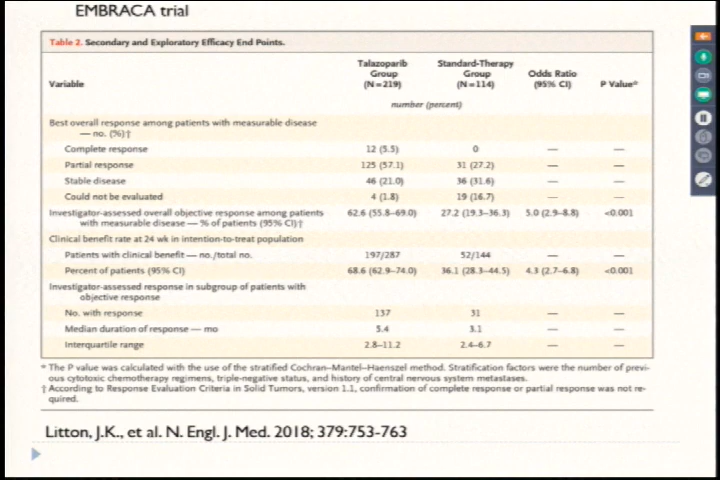 EMBRACA trial
Table 2. Secondary and Exploratory Efficacy End Points.
Variable Talazoparib Group (N=219) Standard-Therapy Group (N=114) Odds Ratio (95% CI) P Value*
number (percent)
Best overall response among patients with measurable disease
— no. (%)†
Complete response 12 (5.5) 0 — —
Partial response 125 (57.1) 31 (27.2) — —
Stable disease 46 (21.0) 36 (31.6) — —
Could not be evaluated 4 (1.8) 19 (16.7) — —
Investigator-assessed overall objective response among patients 62.6 (55.8–69.0) 27.2 (19.3–36.3) 5.0 (2.9–8.8) <0.001
with measurable disease — % of patients (95% CI)†
Clinical benefit rate at 24 wk in intention-to-treat population
Patients with clinical benefit — no./total no. 197/287 52/144 — —
Percent of patients (95% CI) 68.6 (62.9–74.0) 36.1 (28.3–44.5) 4.3 (2.7–6.8) <0.001
Investigator-assessed response in subgroup of patients with
objective response
No. with response 137 31 — —
Median duration of response — mo 5.4 3.1 — —
Interquartile range 2.8–11.2 2.4–6.7 — —
* The P value was calculated with the use of the stratified Cochran–Mantel–Haenszel method. Stratification factors were the number of previ-
ous cytotoxic chemotherapy regimens, triple-negative status, and history of central nervous system metastases.
† According to Response Evaluation Criteria in Solid Tumors, version 1.1, confirmation of complete response or partial response was not re-
quired.
Litton, J.K., et al. N. Engl. J. Med. 2018; 379:753-763